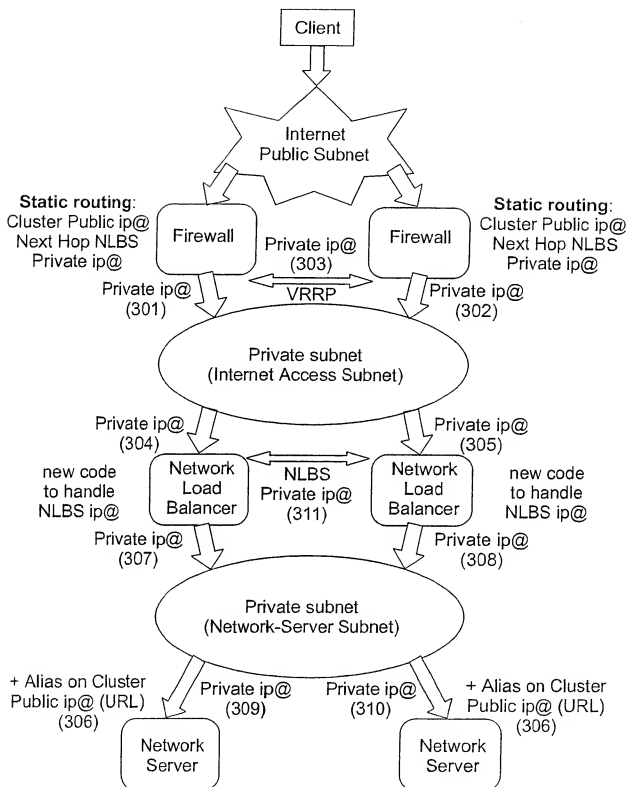 Client
Internet
Public Subnet
Static routing:
Cluster Public ip@
Next Hop NLBS
Private ip@
Firewall
Private ip@
(303)
VRRP
Firewall
Static routing:
Cluster Public ip@
Next Hop NLBS
Private ip@
Private ip@
(301)
Private ip@
(302)
Private subnet
(Internet Access Subnet)
Private ip@
(304)
Private ip@
(305)
new code
to handle
NLBS ip@
Network
Load
Balancer
NLBS
Private ip@
(311)
Network
Load
Balancer
new code
to handle
NLBS ip@
Private ip@
(307)
Private ip@
(308)
Private subnet
(Network-Server Subnet)
+ Alias on Cluster
Public ip@ (URL)
(306)
Private ip@
(309)
Private ip@
(310)
+ Alias on Cluster
Public ip@ (URL)
(306)
Network
Server
Network
Server